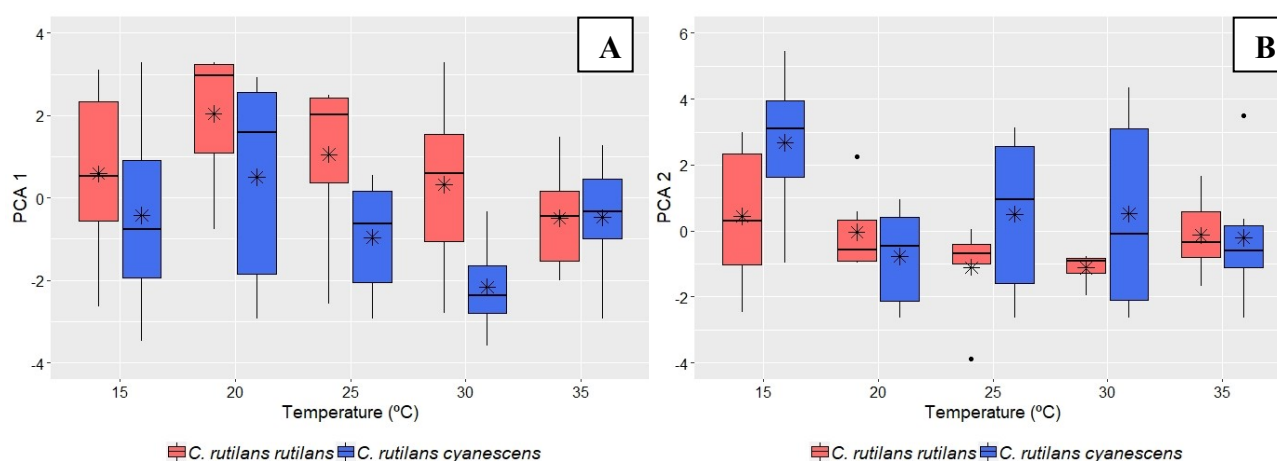 A
4
2
0
-2
-4
PCA 1
15 20 25 30 35
Temperature (ºC)
C. rutilans rutilans C. rutilans cyanescens
B
6
4
2
0
-2
-4
PCA 2
15 20 25 30 35
Temperature (ºC)
C. rutilans rutilans C. rutilans cyanescens